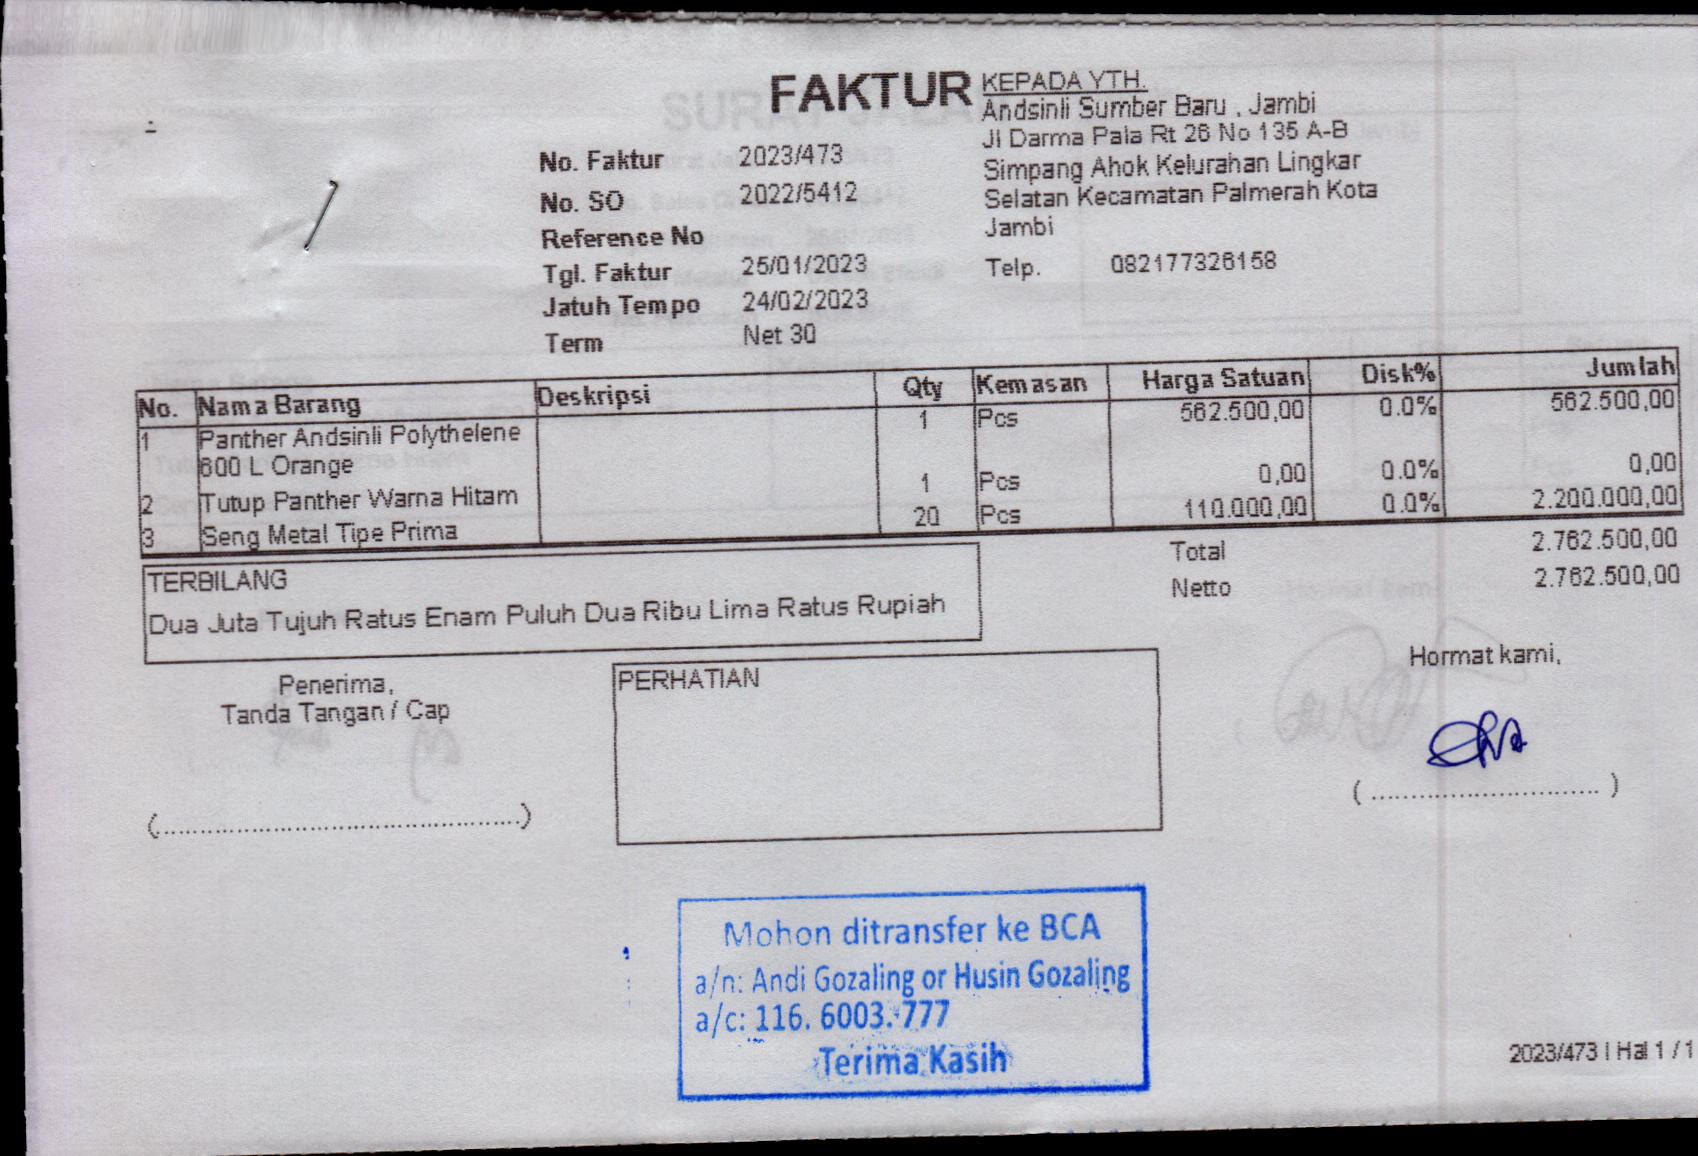 FAKTUR
KEPADA YTH.
Andsinli Sumber Baru , Jambi
Jl Darma Pala Rt 26 No 135 A-B
Simpang Ahok Kelurahan Lingkar
Selatan Kecamatan Palmerah Kota
Jambi
Telp. 082177326158
No. Faktur 2023/473
No. SO 2022/5412
Reference No
Tgl. Faktur 25/01/2023
Jatuh Tempo 24/02/2023
Term Net 30
No. Nama Barang Deskripsi Qty Kemasan Harga Satuan Disk% Jumlah
1 Panther Andsinli Polythelene 1 Pcs 562.500,00 0.0% 562.500,00
600 L Orange
2 Tutup Panther Warna Hitam 1 Pcs 0,00 0.0% 0,00
3 Seng Metal Tipe Prima 20 Pcs 110.000,00 0.0% 2.200.000,00
Total 2.762.500,00
Netto 2.762.500,00
TERBILANG
Dua Juta Tujuh Ratus Enam Puluh Dua Ribu Lima Ratus Rupiah
Penerima,
Tanda Tangan / Cap
(................................................)
PERHATIAN
Hormat kami,
( .............................. )
Mohon ditransfer ke BCA
a/n: Andi Gozaling or Husin Gozaling
a/c: 116. 6003. 777
Terima Kasih
2023/473 | Hal 1 / 1